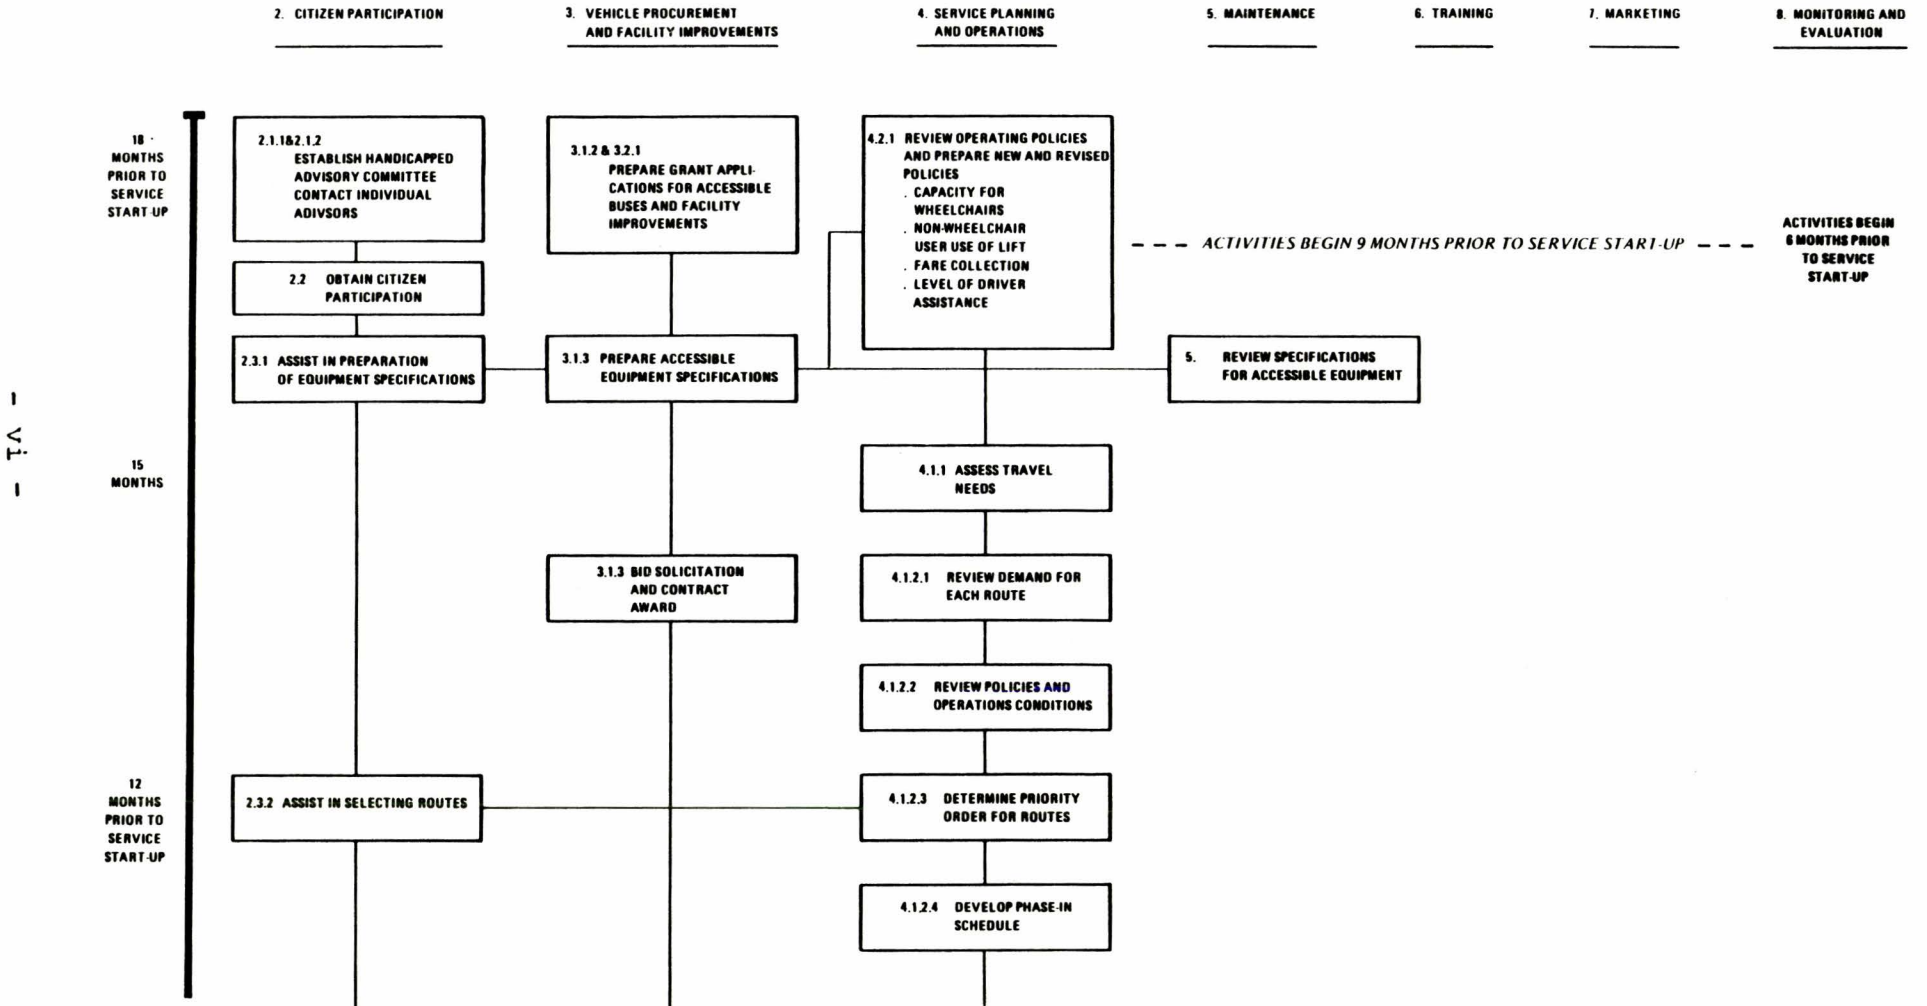 2. CITIZEN PARTICIPATION
3. VEHICLE PROCUREMENT
AND FACILITY IMPROVEMENTS
4. SERVICE PLANNING
AND OPERATIONS
5. MAINTENANCE
6. TRAINING
7. MARKETING
8. MONITORING AND
EVALUATION
18
MONTHS
PRIOR TO
SERVICE
START-UP
2.1.1&2.1.2
ESTABLISH HANDICAPPED
ADVISORY COMMITTEE
CONTACT INDIVIDUAL
ADIVSORS
3.1.2 & 3.2.1
PREPARE GRANT APPLI-
CATIONS FOR ACCESSIBLE
BUSES AND FACILITY
IMPROVEMENTS
4.2.1 REVIEW OPERATING POLICIES
AND PREPARE NEW AND REVISED
POLICIES
. CAPACITY FOR
WHEELCHAIRS
. NON-WHEELCHAIR
USER USE OF LIFT
. FARE COLLECTION
. LEVEL OF DRIVER
ASSISTANCE
– – – ACTIVITIES BEGIN 9 MONTHS PRIOR TO SERVICE START-UP – – –
ACTIVITIES BEGIN
6 MONTHS PRIOR
TO SERVICE
START-UP
2.2 OBTAIN CITIZEN
PARTICIPATION
2.3.1 ASSIST IN PREPARATION
OF EQUIPMENT SPECIFICATIONS
3.1.3 PREPARE ACCESSIBLE
EQUIPMENT SPECIFICATIONS
5. REVIEW SPECIFICATIONS
FOR ACCESSIBLE EQUIPMENT
- vi -
15
MONTHS
4.1.1 ASSESS TRAVEL
NEEDS
3.1.3 BID SOLICITATION
AND CONTRACT
AWARD
4.1.2.1 REVIEW DEMAND FOR
EACH ROUTE
4.1.2.2 REVIEW POLICIES AND
OPERATIONS CONDITIONS
12
MONTHS
PRIOR TO
SERVICE
START-UP
2.3.2 ASSIST IN SELECTING ROUTES
4.1.2.3 DETERMINE PRIORITY
ORDER FOR ROUTES
4.1.2.4 DEVELOP PHASE-IN
SCHEDULE